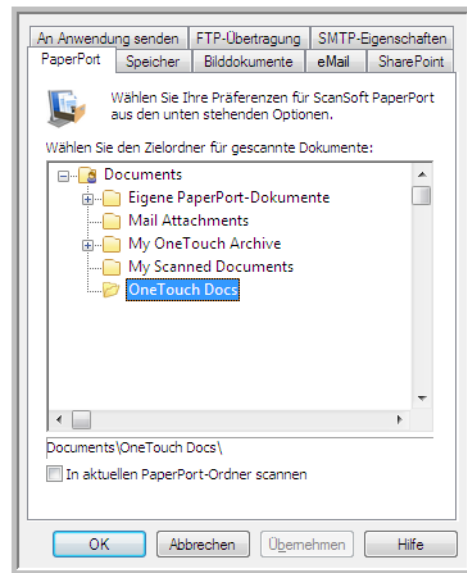 An Anwendung senden
FTP-Übertragung
SMTP-Eigenschaften
PaperPort
Speicher
Bilddokumente
eMail
SharePoint
Wählen Sie Ihre Präferenzen für ScanSoft PaperPort
aus den unten stehenden Optionen.
Wählen Sie den Zielordner für gescannte Dokumente:
Documents
Eigene PaperPort-Dokumente
Mail Attachments
My OneTouch Archive
My Scanned Documents
OneTouch Docs
Documents\OneTouch Docs\
In aktuellen PaperPort-Ordner scannen
OK
Abbrechen
Übernehmen
Hilfe